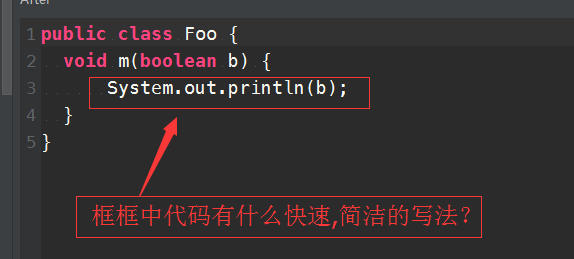 After
1 public class Foo {
2 void m(boolean b) {
3 System.out.println(b);
4 }
5 }
框框中代码有什么快速,简洁的写法？